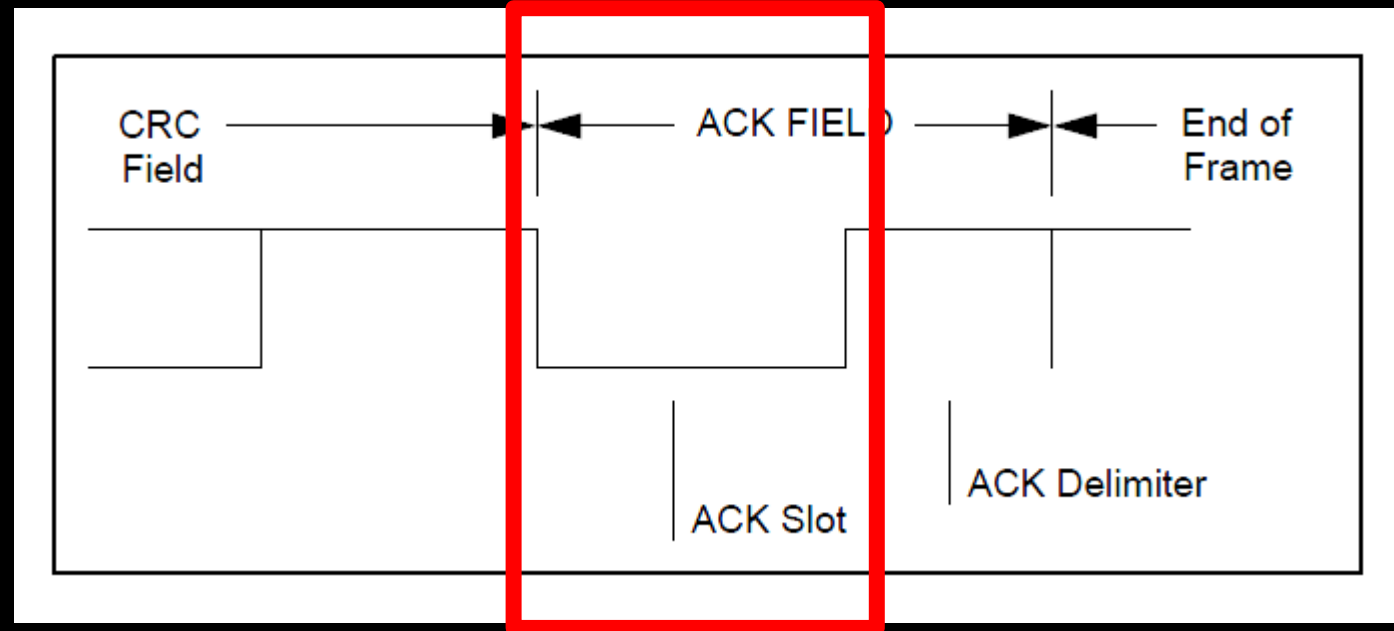 CRC
Field
ACK FIELD
End of
Frame
ACK Delimiter
ACK Slot